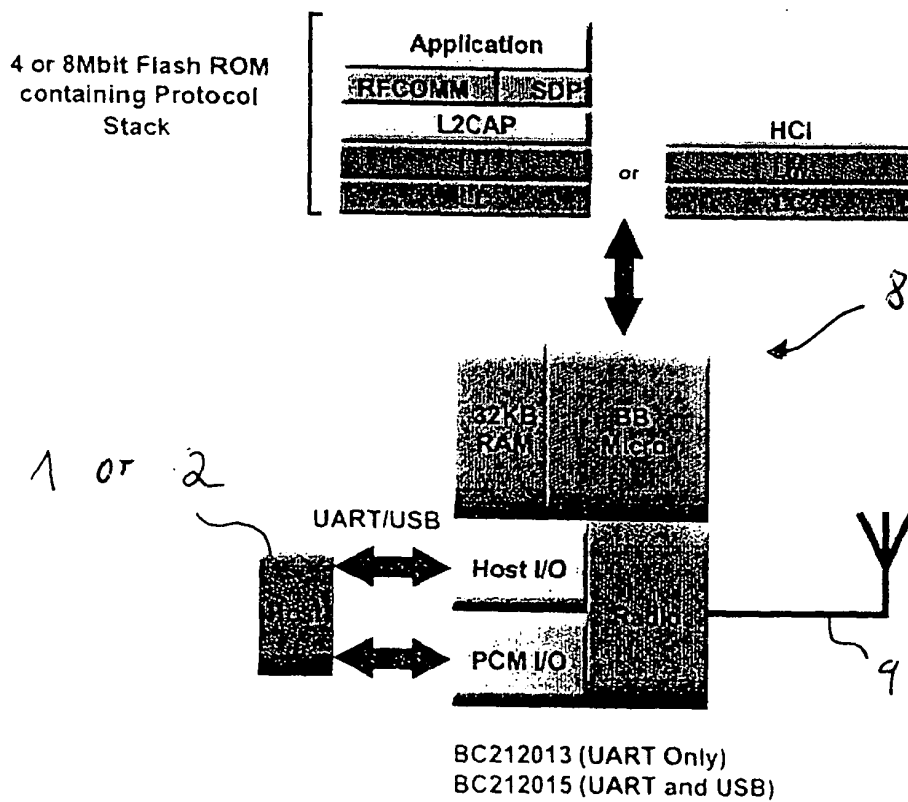 4 or 8Mbit Flash ROM
containing Protocol
Stack
Application
RFCOMM SDP
L2CAP
or
HCI
8
32KB
RAM
BB
Micro
1 or 2
UART/USB
Host I/O
Radio
PCM I/O
9
BC212013 (UART Only)
BC212015 (UART and USB)